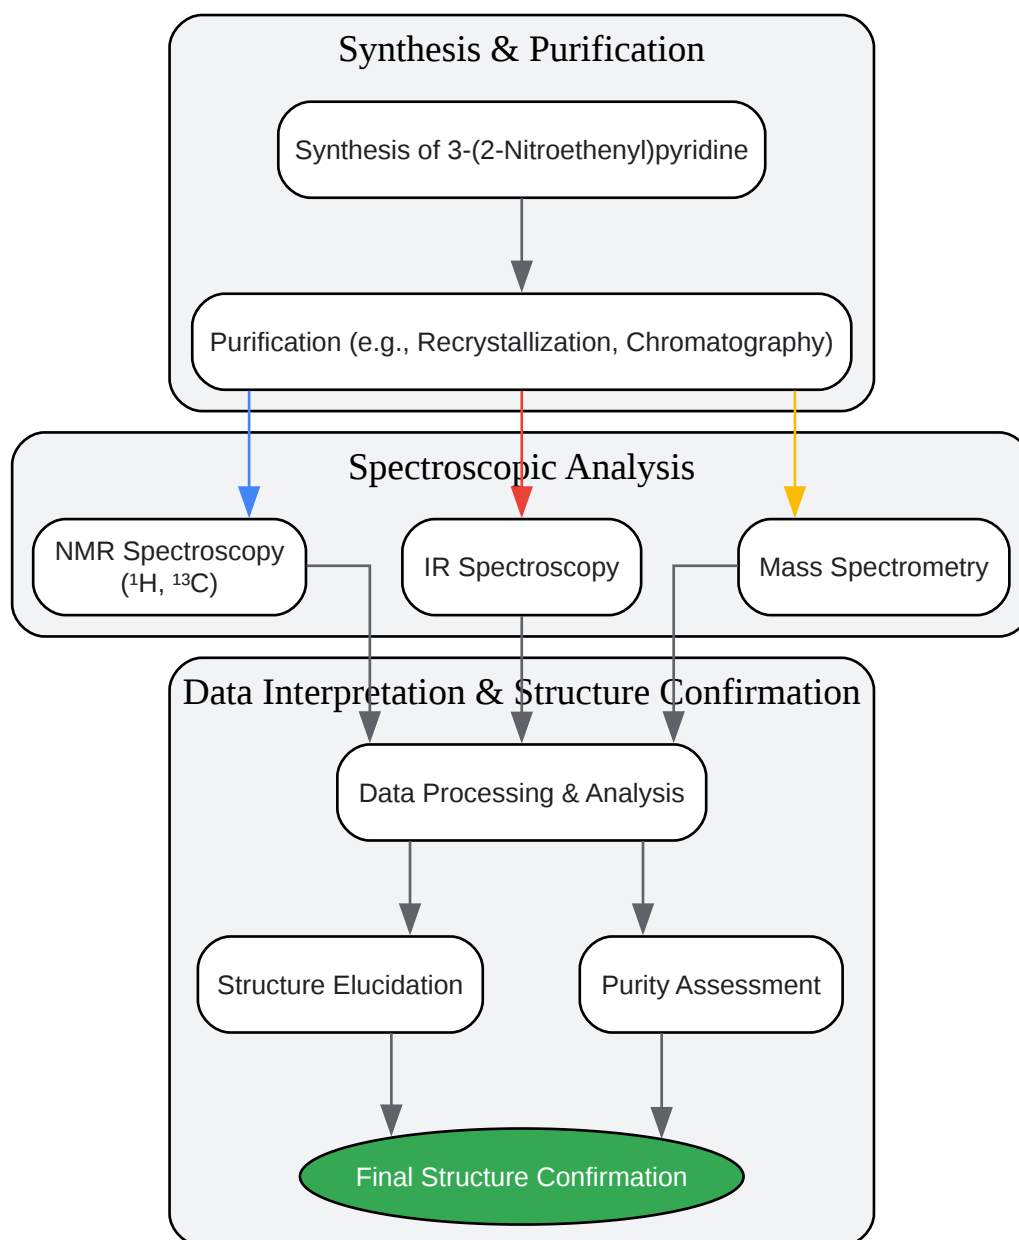 Synthesis & Purification
Synthesis of 3-(2-Nitroethenyl)pyridine
Purification (e.g., Recrystallization, Chromatography)
Spectroscopic Analysis
NMR Spectroscopy
(¹H, ¹³C)
IR Spectroscopy
Mass Spectrometry
Data Interpretation & Structure Confirmation
Data Processing & Analysis
Structure Elucidation
Purity Assessment
Final Structure Confirmation